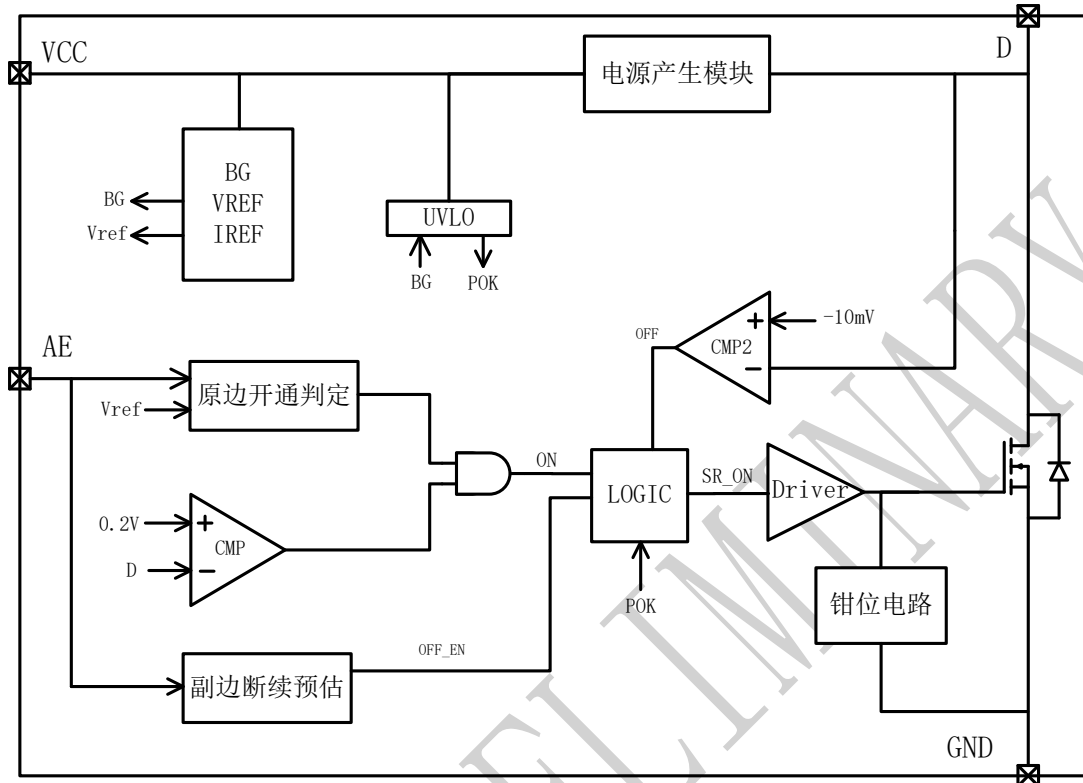 VCC
D
电源产生模块
BG
VREF
IREF
BG
Vref
UVLO
BG
POK
-10mV
+
CMP2
-
OFF
AE
原边开通判定
Vref
ON
LOGIC
SR_ON
Driver
0.2V
+
CMP
D
-
POK
钳位电路
OFF_EN
副边断续预估
GND
ELIMINARY